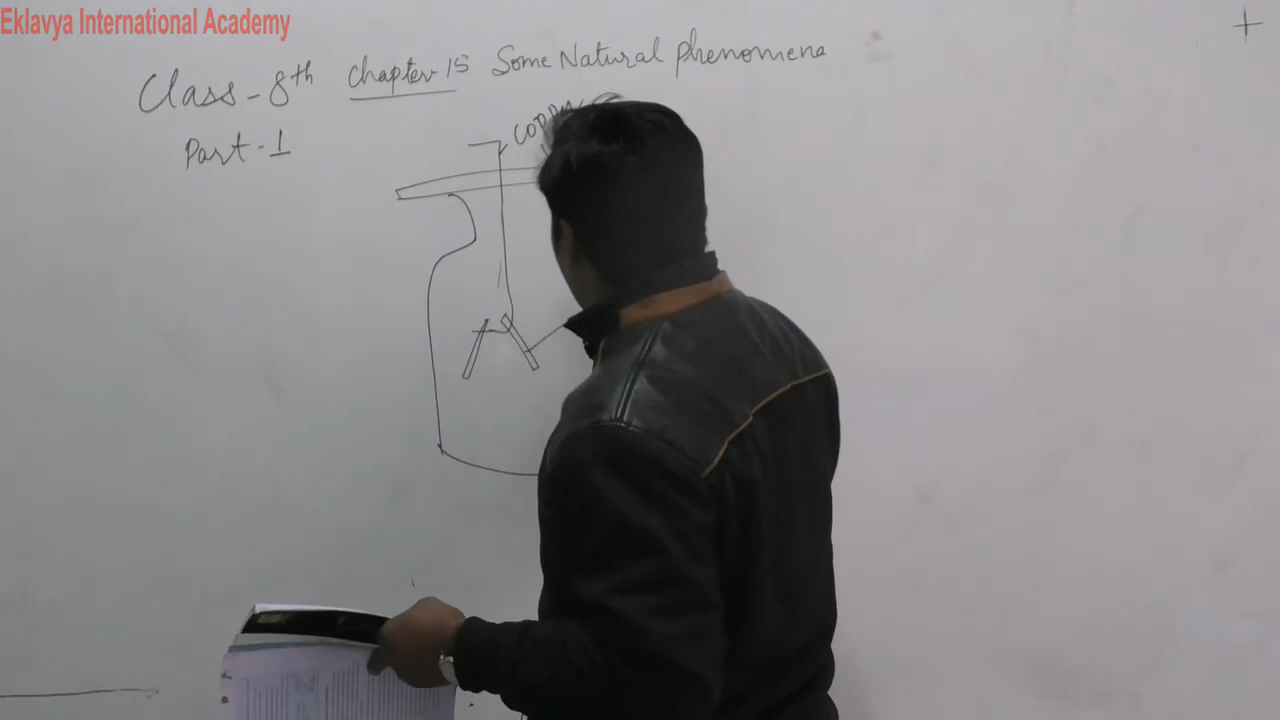 Eklavya International Academy
Class-8th Chapter 15 Some Natural Phenomena
Part-1